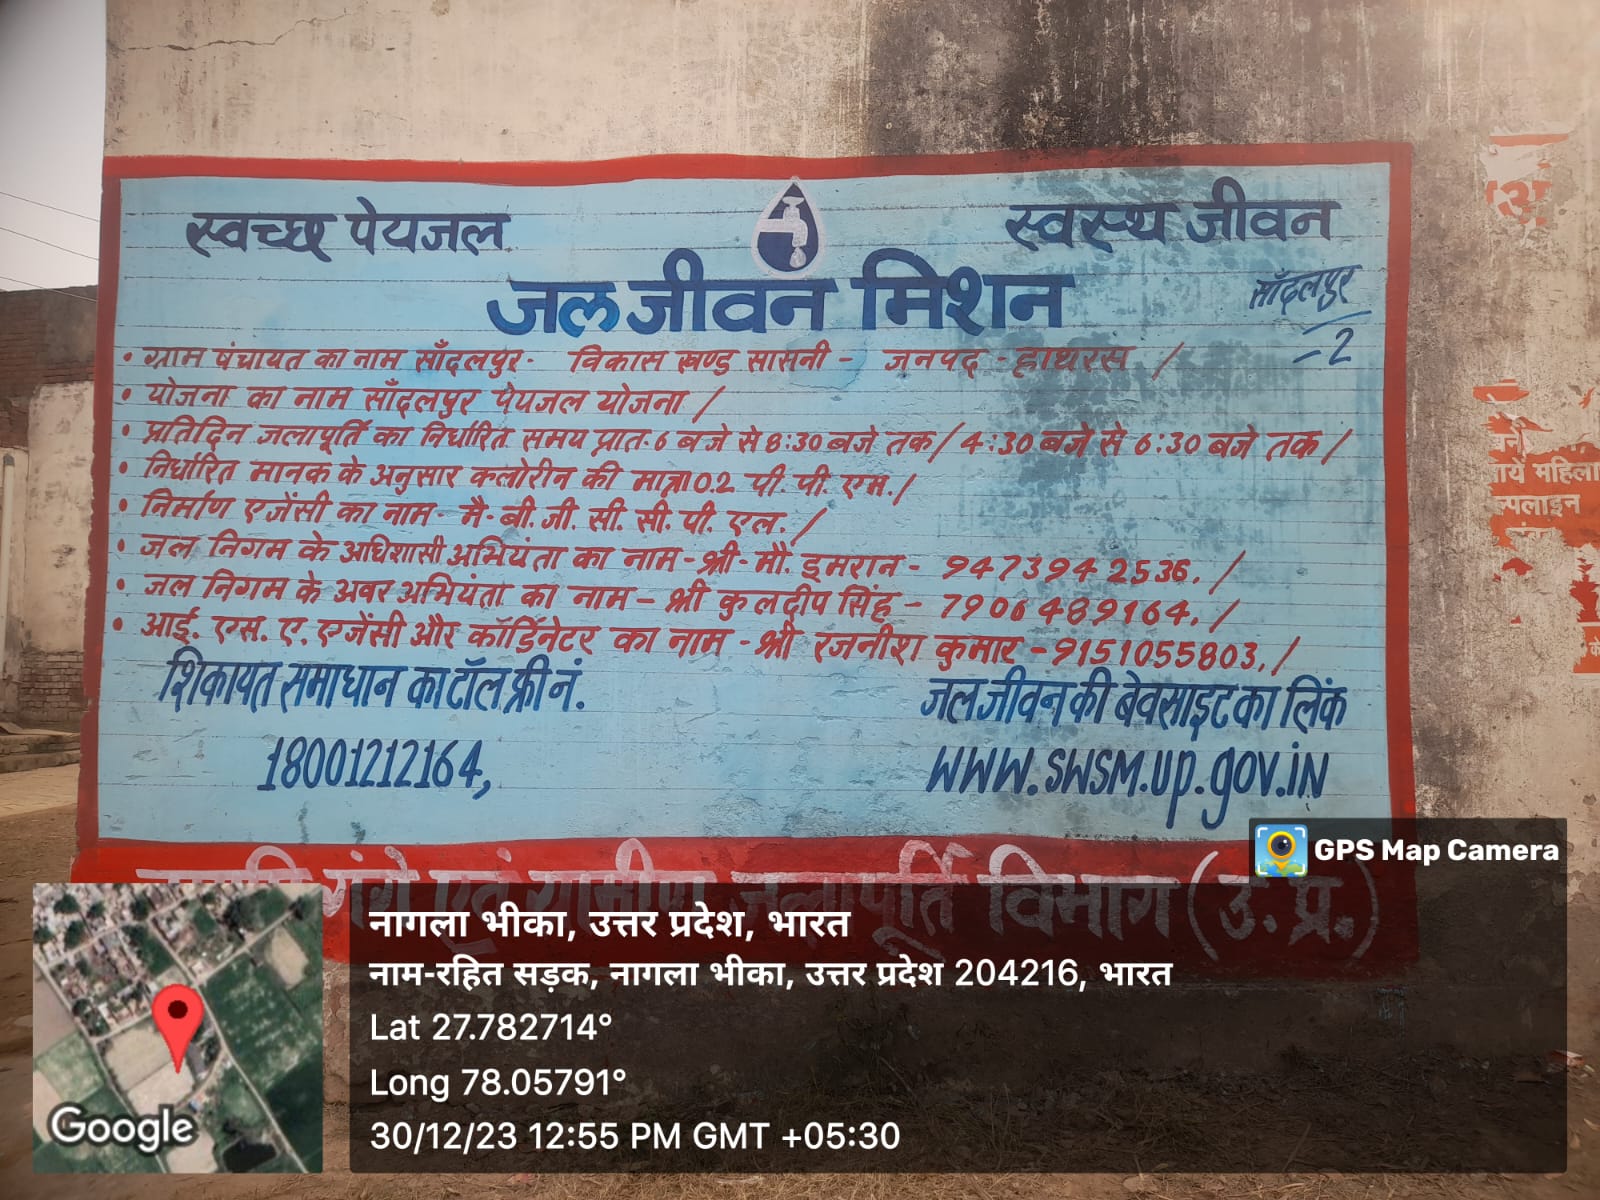 स्वच्छ पेयजल
स्वस्थ जीवन
जल जीवन मिशन
साँदलपुर
-2
• ग्राम पंचायत का नाम साँदलपुर- विकास खण्ड सासनी - जनपद - हाथरस /
• योजना का नाम साँदलपुर पेयजल योजना /
• प्रतिदिन जलापूर्ति का निर्धारित समय प्रात. 6 बजे से 8:30 बजे तक / 4:30 बजे से 6:30 बजे तक /
• निर्धारित मानक के अनुसार कलोरीन की मात्रा 0.2 पी. पी. एम. /
• निर्माण एजेंसी का नाम- मै- बी. जी. सी. सी. पी. एल. /
• जल निगम के अधिशासी अभियंता का नाम - श्री - मौ. इमरान - 9473942536. /
• जल निगम के अवर अभियंता का नाम - श्री कुलदीप सिंह - 7906489164. /
• आई. एस. ए. एजेंसी और कॉर्डिनेटर का नाम - श्री रजनीश कुमार - 9151055803. /
शिकायत समाधान का टॉल फ्री नं.
18001212164,
जल जीवन की बेवसाइट का लिंक
WWW.SWSM.up.gov.iN
नमामि गंगे एवं ग्रामीण जलापूर्ति विभाग (उ. प्र.)
महिला
GPS Map Camera
नागला भीका, उत्तर प्रदेश, भारत
नाम-रहित सड़क, नागला भीका, उत्तर प्रदेश 204216, भारत
Lat 27.782714°
Long 78.05791°
30/12/23 12:55 PM GMT +05:30
Google